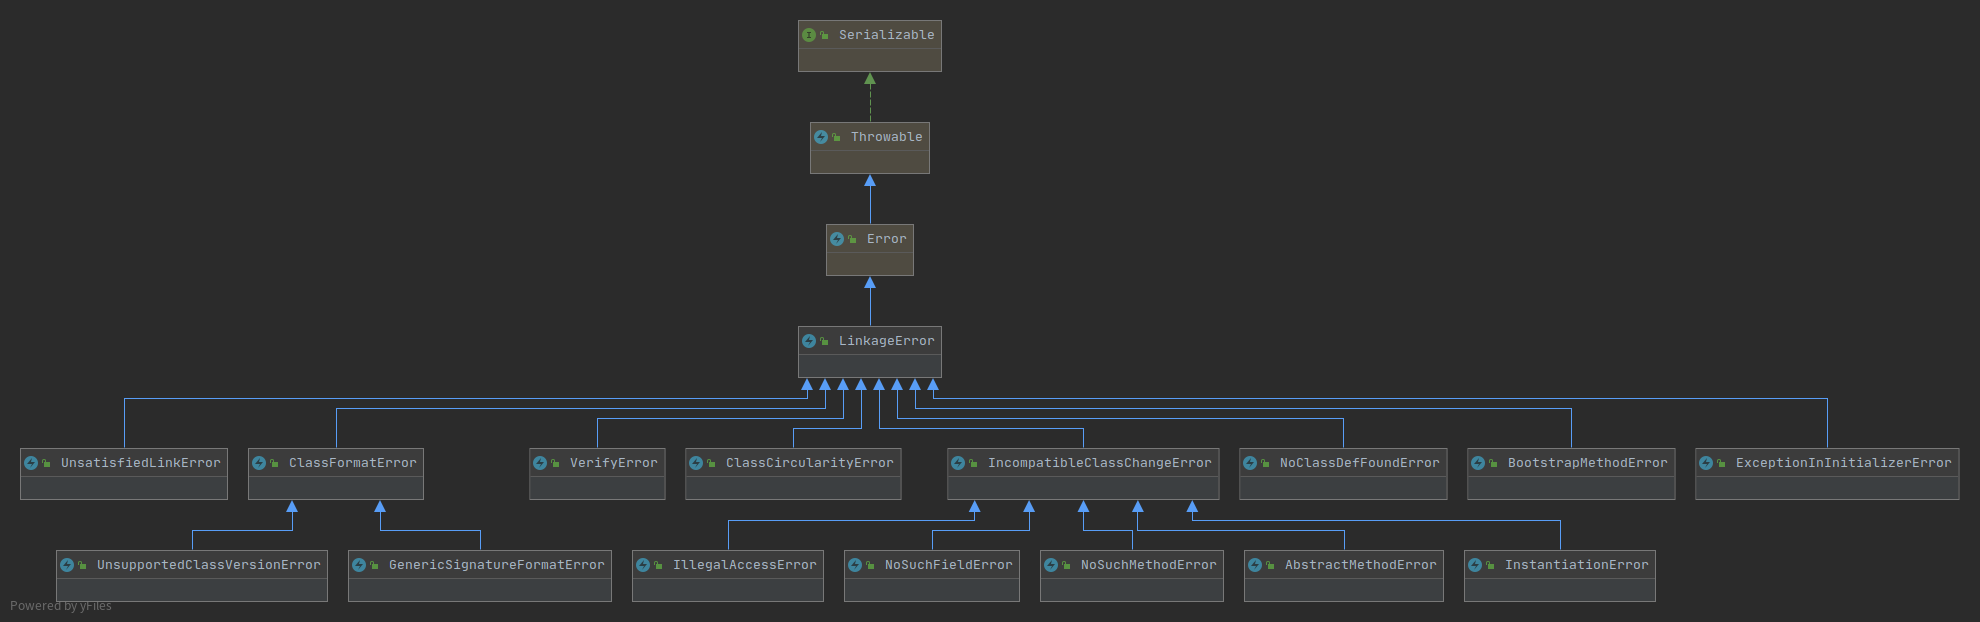 Serializable
Throwable
Error
LinkageError
UnsatisfiedLinkError
ClassFormatError
VerifyError
ClassCircularityError
IncompatibleClassChangeError
NoClassDefFoundError
BootstrapMethodError
ExceptionInInitializerError
UnsupportedClassVersionError
GenericSignatureFormatError
IllegalAccessError
NoSuchFieldError
NoSuchMethodError
AbstractMethodError
InstantiationError
Powered by yFiles